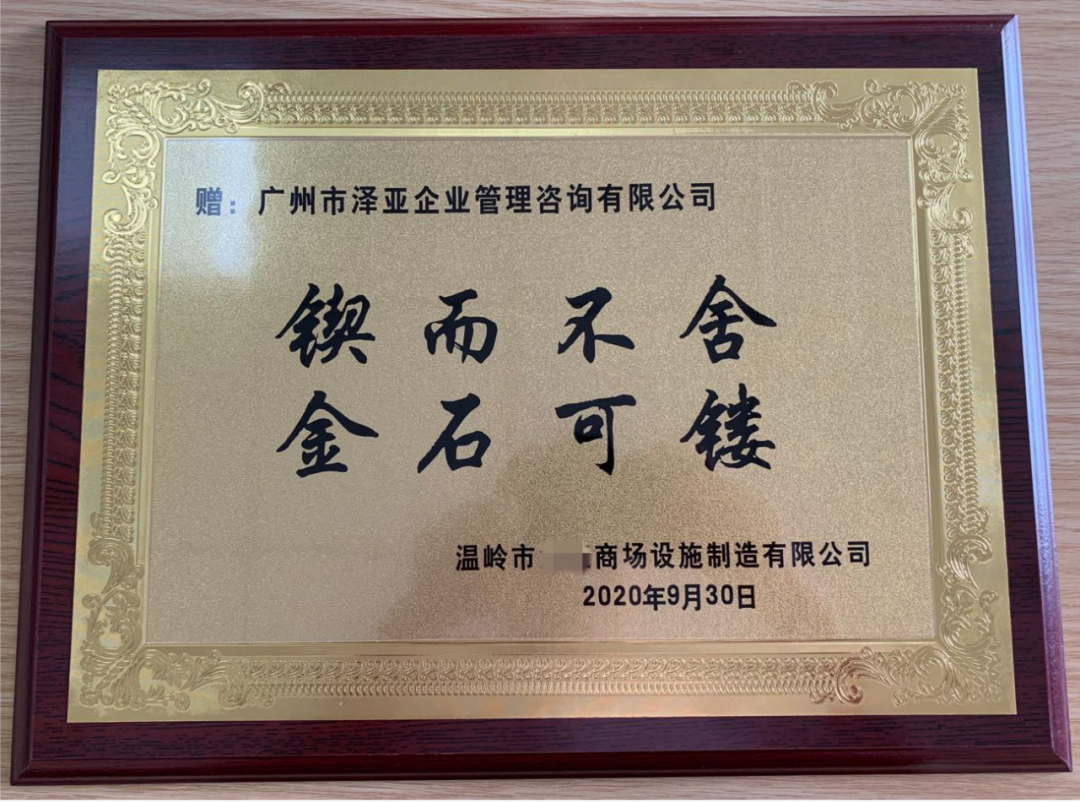 赠：广州市泽亚企业管理咨询有限公司
锲而不舍
金石可镂
温岭市 商场设施制造有限公司
2020年9月30日